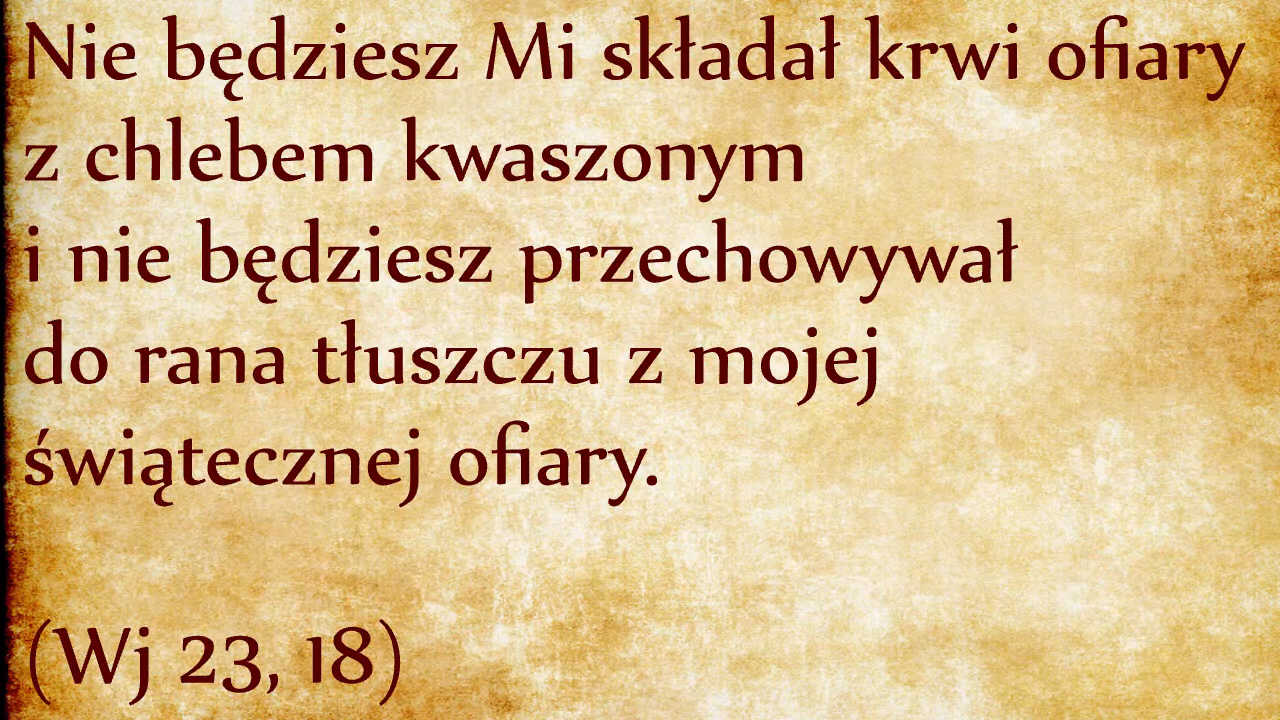 Nie będziesz Mi składał krwi ofiary
z chlebem kwaszonym
i nie będziesz przechowywał
do rana tłuszczu z mojej
świątecznej ofiary.
(Wj 23, 18)